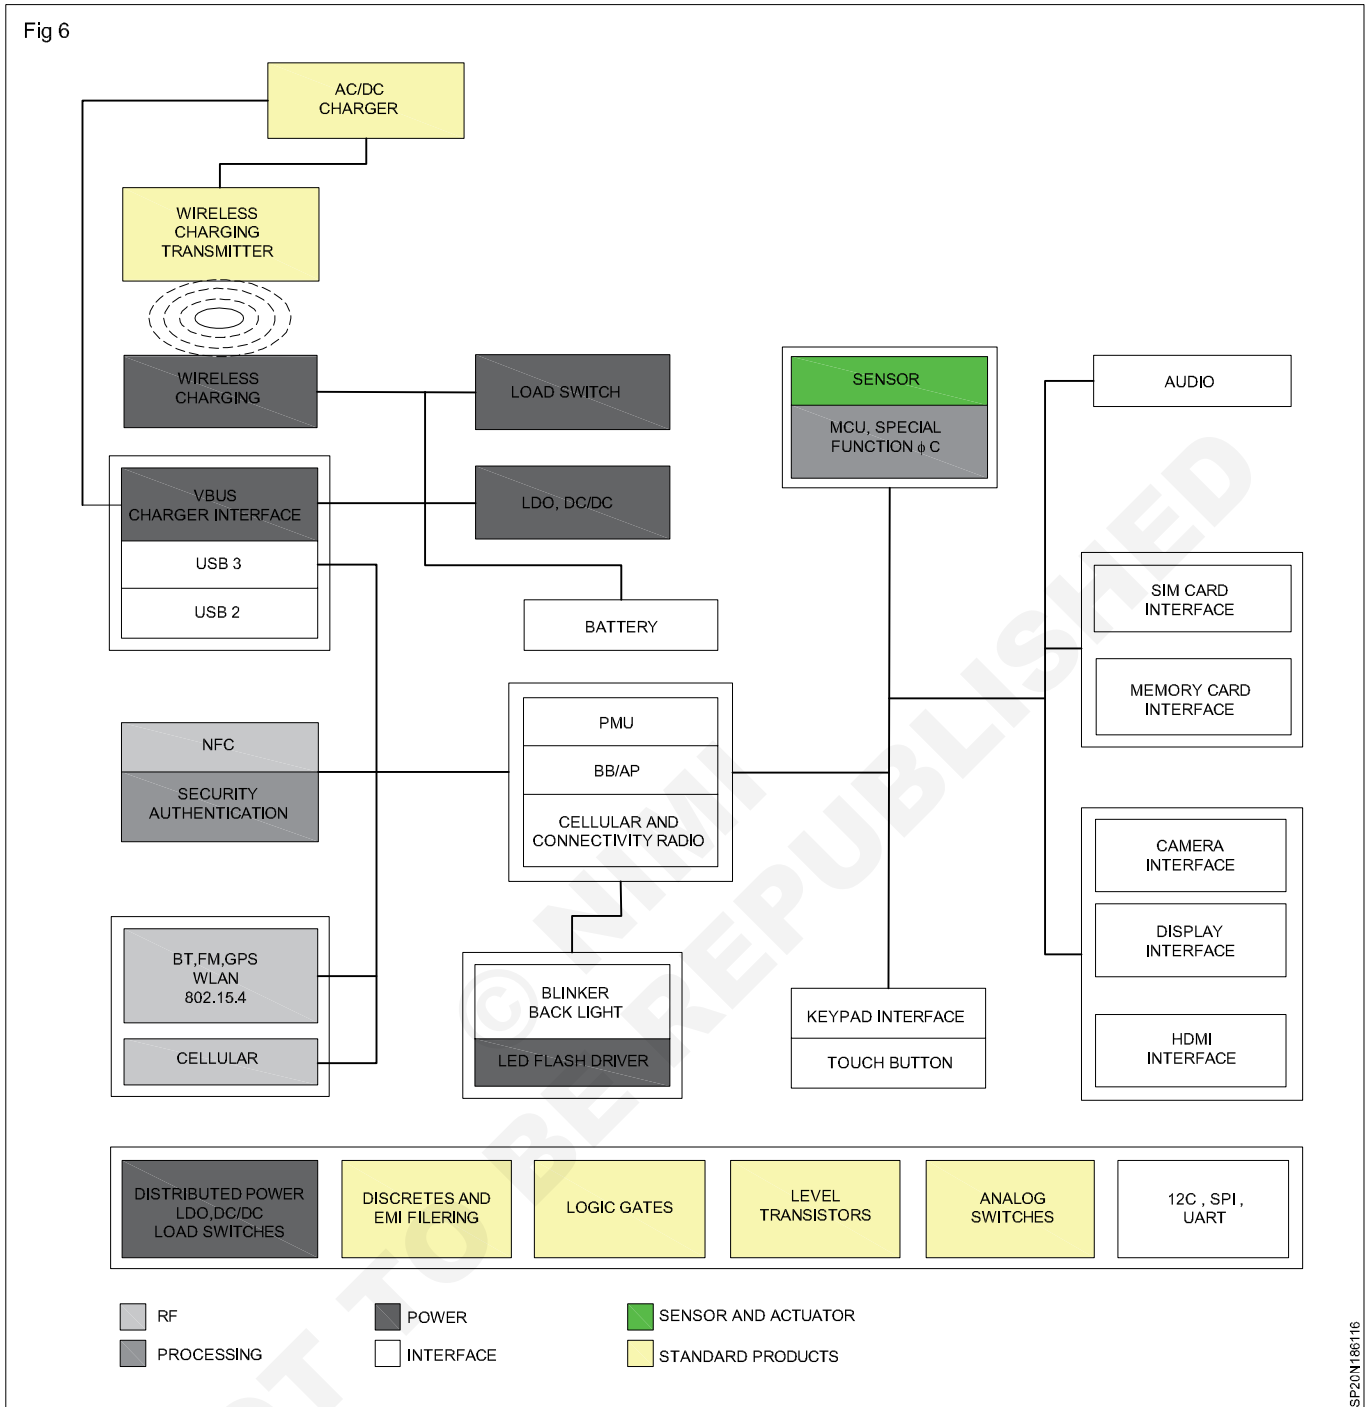 Fig 6
AC/DC
CHARGER
WIRELESS
CHARGING
TRANSMITTER
WIRELESS
CHARGING
LOAD SWITCH
SENSOR
MCU, SPECIAL
FUNCTION ϕ C
AUDIO
VBUS
CHARGER INTERFACE
USB 3
USB 2
LDO, DC/DC
BATTERY
SIM CARD
INTERFACE
MEMORY CARD
INTERFACE
NFC
SECURITY
AUTHENTICATION
PMU
BB/AP
CELLULAR AND
CONNECTIVITY RADIO
CAMERA
INTERFACE
DISPLAY
INTERFACE
HDMI
INTERFACE
BT,FM,GPS
WLAN
802.15.4
CELLULAR
BLINKER
BACK LIGHT
LED FLASH DRIVER
KEYPAD INTERFACE
TOUCH BUTTON
DISTRIBUTED POWER
LDO,DC/DC
LOAD SWITCHES
DISCRETES AND
EMI FILERING
LOGIC GATES
LEVEL
TRANSISTORS
ANALOG
SWITCHES
12C , SPI ,
UART
RF
POWER
SENSOR AND ACTUATOR
PROCESSING
INTERFACE
STANDARD PRODUCTS
SP20N186116
© NIMI
NOT TO BE REPUBLISHED